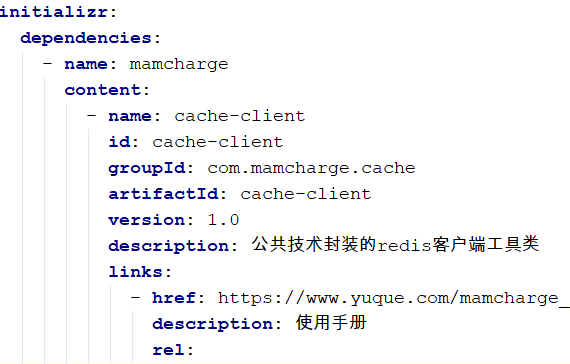 initializr:
dependencies:
- name: mamcharge
content:
- name: cache-client
id: cache-client
groupId: com.mamcharge.cache
artifactId: cache-client
version: 1.0
description: 公共技术封装的redis客户端工具类
links:
- href: https://www.yuque.com/mamcharge_
description: 使用手册
rel: